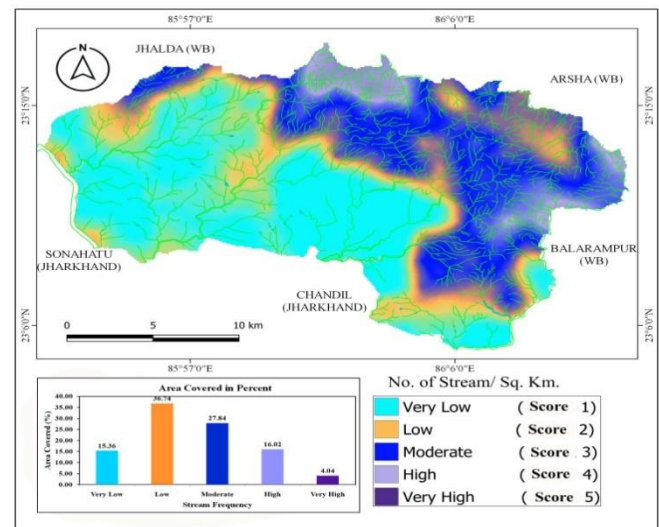 85°57'0"E 86°6'0"E
N
JHALDA (WB)
ARSHA (WB)
23°15'0"N 23°15'0"N
SONAHATU
(JHARKHAND)
BALARAMPUR
(WB)
CHANDIL
(JHARKHAND)
23°6'0"N 23°6'0"N
0 5 10 km
85°57'0"E 86°6'0"E
Area Covered in Percent
Area Covered (%)
40.00
35.00
30.00
25.00
20.00
15.00
10.00
5.00
0.00
15.36 36.74 27.84 16.02 4.04
Very Low Low Moderate High Very High
Stream Frequency
No. of Stream/ Sq. Km.
Very Low ( Score 1)
Low ( Score 2)
Moderate ( Score 3)
High ( Score 4)
Very High ( Score 5)